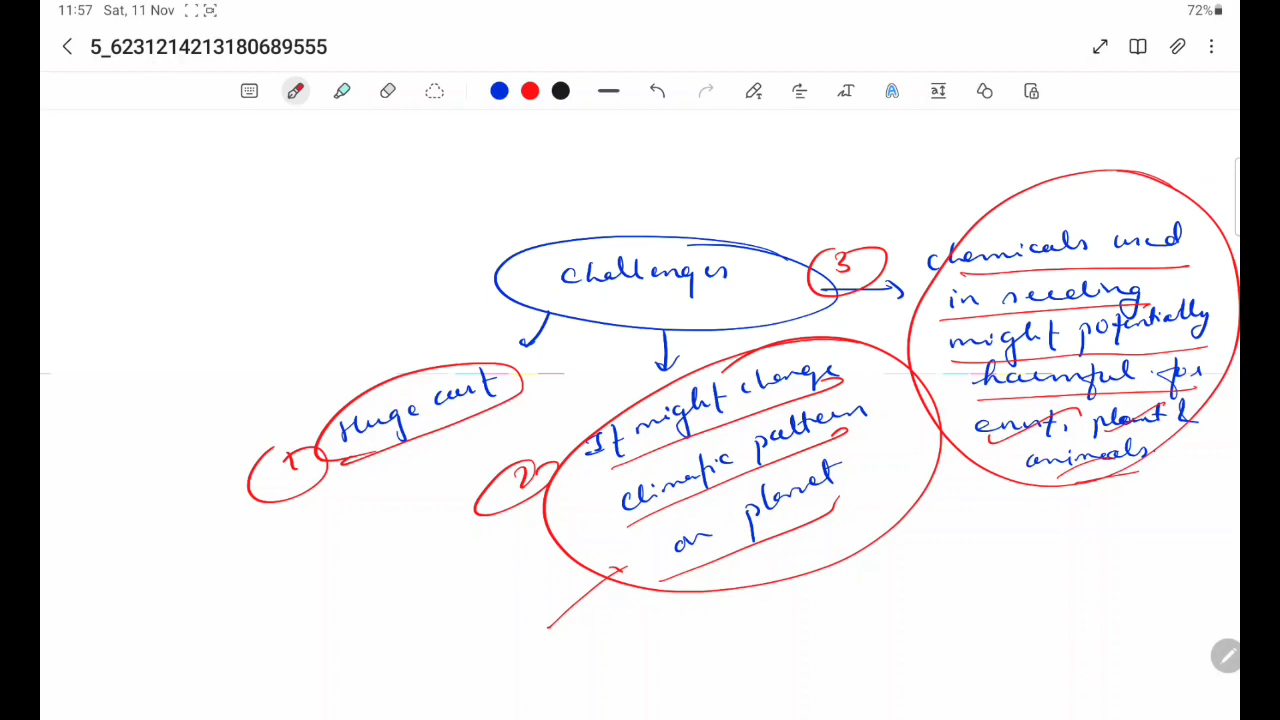 11:57 Sat, 11 Nov
72%
5_6231214213180689555
challenges
3
chemicals used
in seeding
might potentially
harmful for
envt, plant &
animals
1
Huge cost
2
It might change
climatic pattern
on planet